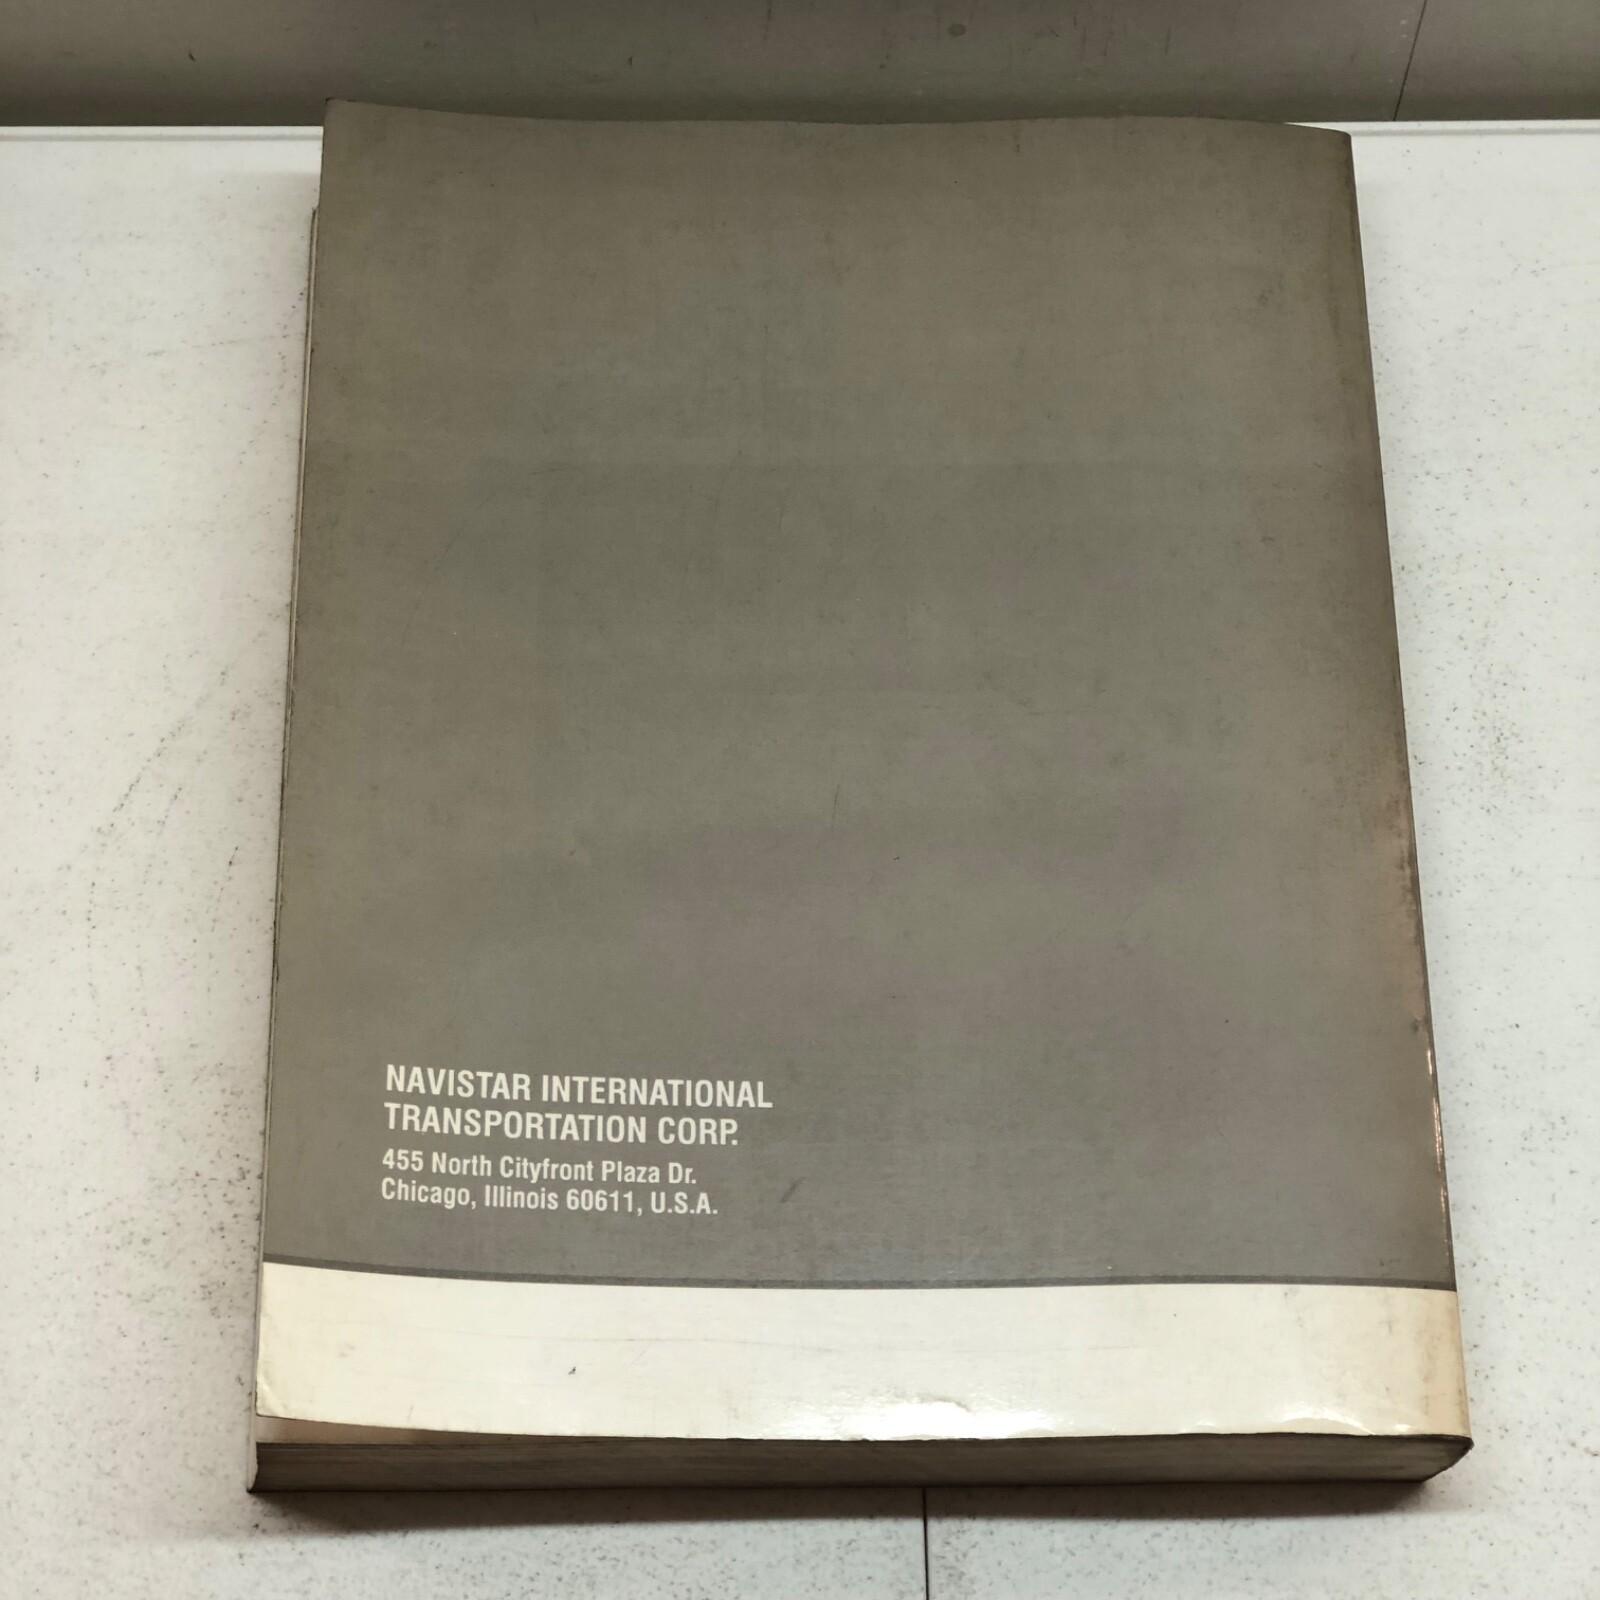 NAVISTAR INTERNATIONAL
TRANSPORTATION CORP.
455 North Cityfront Plaza Dr.
Chicago, Illinois 60611, U.S.A.